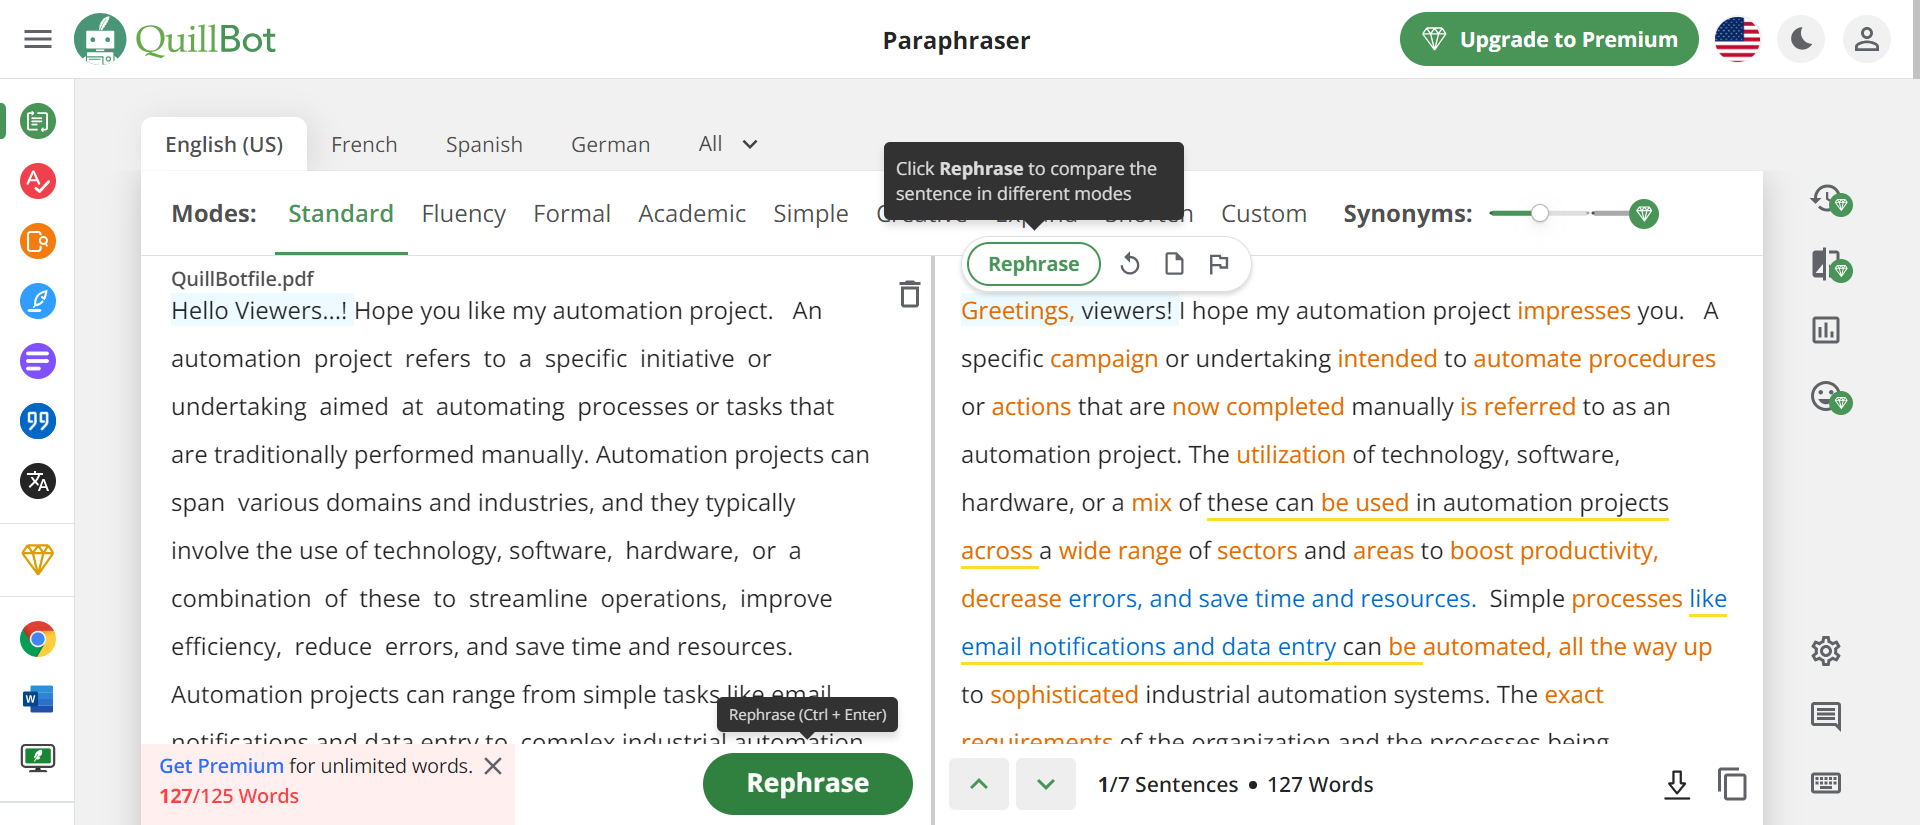 QuillBot
Paraphraser
Upgrade to Premium
English (US) French Spanish German All
Click Rephrase to compare the
sentence in different modes
Modes: Standard Fluency Formal Academic Simple Creative Expand Shorten Custom Synonyms:
QuillBotfile.pdf
Hello Viewers...! Hope you like my automation project. An
automation project refers to a specific initiative or
undertaking aimed at automating processes or tasks that
are traditionally performed manually. Automation projects can
span various domains and industries, and they typically
involve the use of technology, software, hardware, or a
combination of these to streamline operations, improve
efficiency, reduce errors, and save time and resources.
Automation projects can range from simple tasks like email
notifications and data entry to complex industrial automation
Rephrase (Ctrl + Enter)
Get Premium for unlimited words.
127/125 Words
Rephrase
Rephrase
Greetings, viewers! I hope my automation project impresses you. A
specific campaign or undertaking intended to automate procedures
or actions that are now completed manually is referred to as an
automation project. The utilization of technology, software,
hardware, or a mix of these can be used in automation projects
across a wide range of sectors and areas to boost productivity,
decrease errors, and save time and resources. Simple processes like
email notifications and data entry can be automated, all the way up
to sophisticated industrial automation systems. The exact
requirements of the organization and the processes being
1/7 Sentences • 127 Words